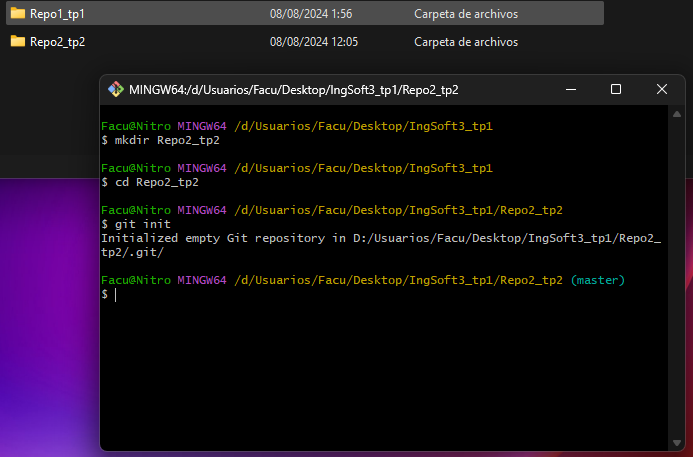 Repo1_tp1 08/08/2024 1:56 Carpeta de archivos
Repo2_tp2 08/08/2024 12:05 Carpeta de archivos
MINGW64:/d/Usuarios/Facu/Desktop/IngSoft3_tp1/Repo2_tp2
Facu@Nitro MINGW64 /d/Usuarios/Facu/Desktop/IngSoft3_tp1
$ mkdir Repo2_tp2
Facu@Nitro MINGW64 /d/Usuarios/Facu/Desktop/IngSoft3_tp1
$ cd Repo2_tp2
Facu@Nitro MINGW64 /d/Usuarios/Facu/Desktop/IngSoft3_tp1/Repo2_tp2
$ git init
Initialized empty Git repository in D:/Usuarios/Facu/Desktop/IngSoft3_tp1/Repo2_
tp2/.git/
Facu@Nitro MINGW64 /d/Usuarios/Facu/Desktop/IngSoft3_tp1/Repo2_tp2 (master)
$